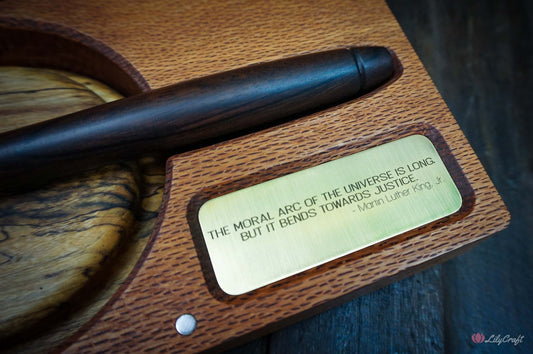 THE MORAL ARC OF THE UNIVERSE IS LONG,
BUT IT BENDS TOWARDS JUSTICE.
- Martin Luther King, Jr.
LilyCraft